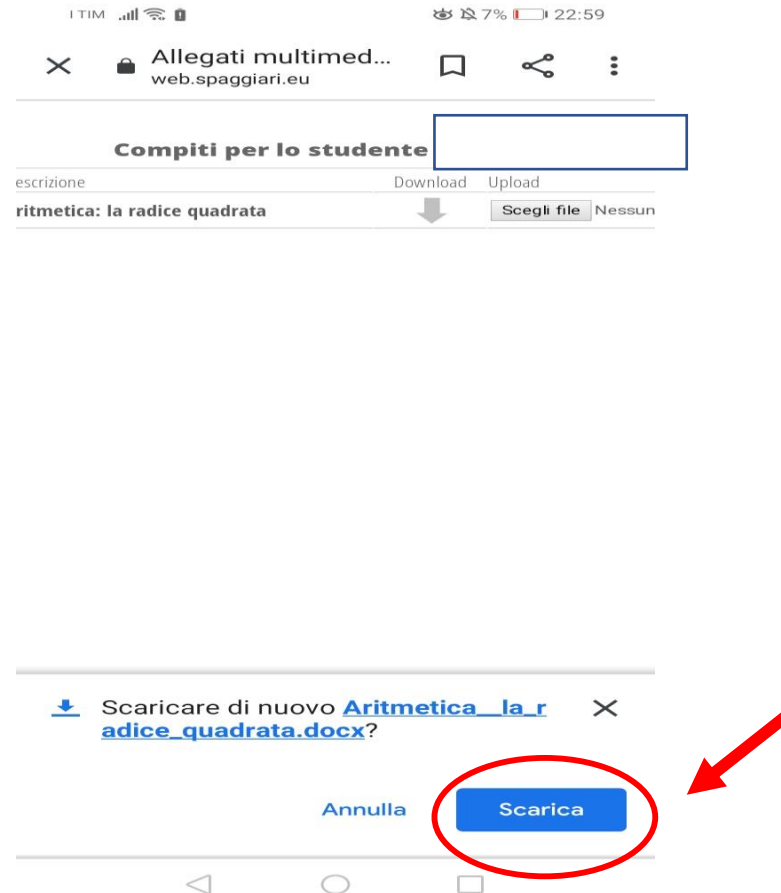 I TIM 7% 22:59
Allegati multimed...
web.spaggiari.eu
Compiti per lo studente
escrizione Download Upload
ritmetica: la radice quadrata Scegli file Nessun
Scaricare di nuovo Aritmetica__la_r
adice_quadrata.docx?
Annulla Scarica